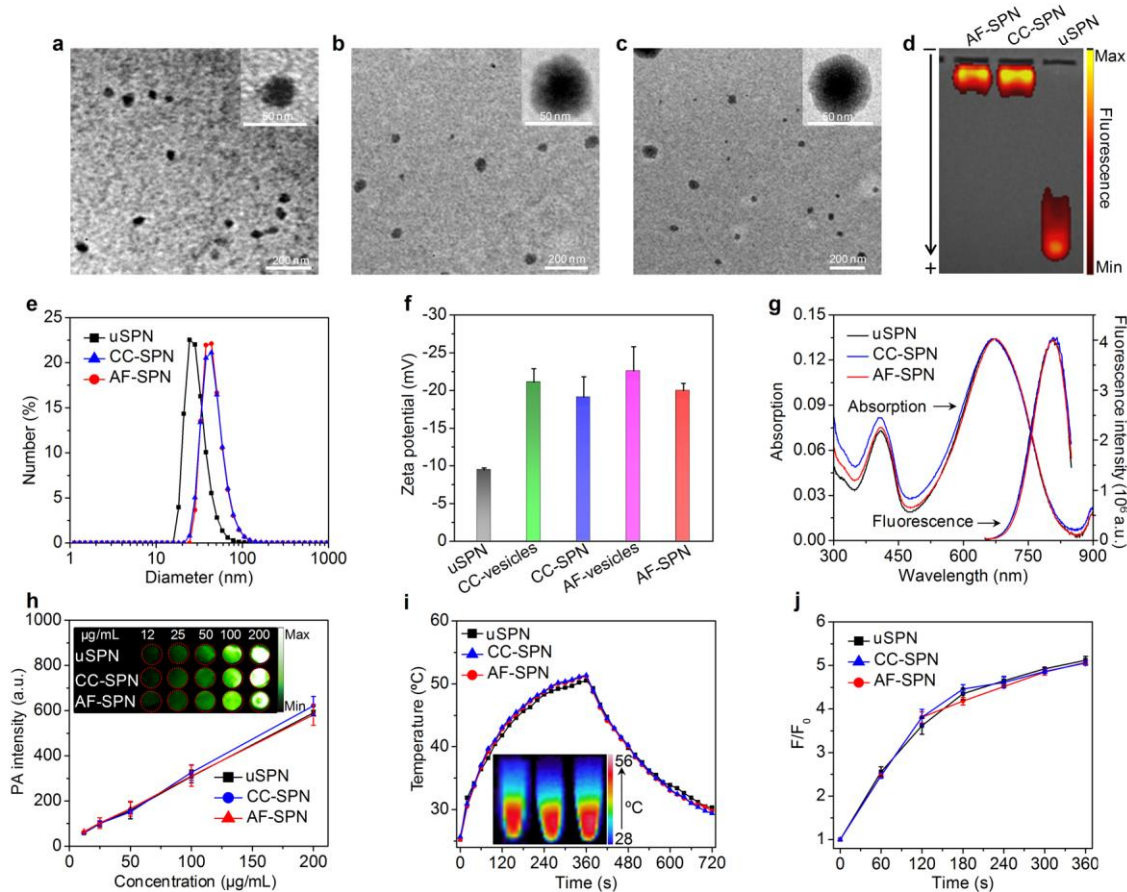 a
50 nm
200 nm
b
50 nm
200 nm
c
50 nm
200 nm
d
AF-SPN
CC-SPN
uSPN
−
+
Max
Fluorescence
Min
e
uSPN
CC-SPN
AF-SPN
Number (%)
25
20
15
10
5
0
1 10 100 1000
Diameter (nm)
f
Zeta potential (mV)
-30
-25
-20
-15
-10
-5
0
uSPN
CC-vesicles
CC-SPN
AF-vesicles
AF-SPN
g
uSPN
CC-SPN
AF-SPN
Absorption
Fluorescence
Absorption
0.15
0.12
0.09
0.06
0.03
0.00
4
3
2
1
0
Fluorescence intensity (10⁶ a.u.)
300 450 600 750 900
Wavelength (nm)
h
µg/mL 12 25 50 100 200
uSPN
CC-SPN
AF-SPN
Max
Min
uSPN
CC-SPN
AF-SPN
PA intensity (a.u.)
1000
800
600
400
200
0
0 50 100 150 200
Concentration (µg/mL)
i
uSPN
CC-SPN
AF-SPN
56
ºC
28
Temperature (ºC)
60
50
40
30
0 120 240 360 480 600 720
Time (s)
j
uSPN
CC-SPN
AF-SPN
F/F₀
6
5
4
3
2
1
0 60 120 180 240 300 360
Time (s)